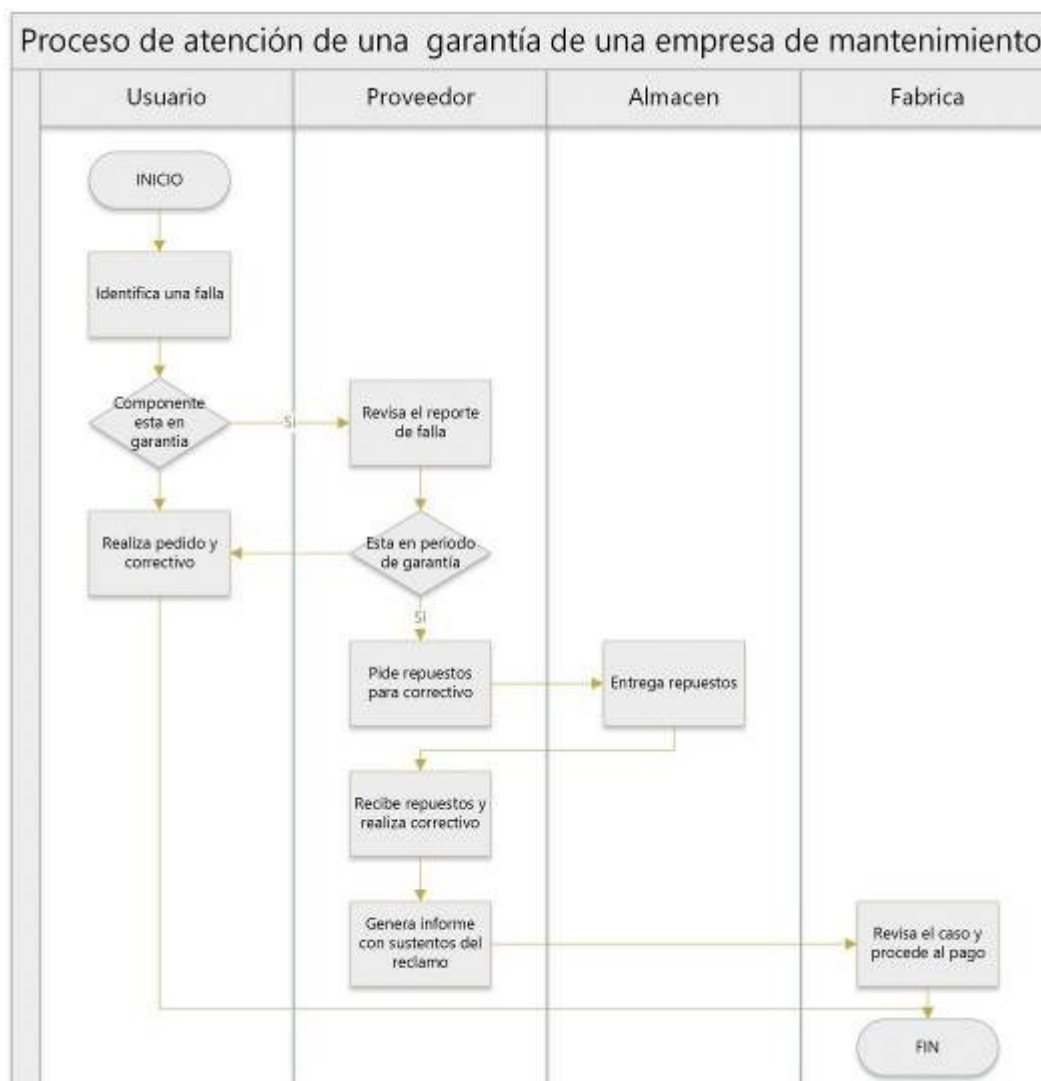 Proceso de atención de una garantía de una empresa de mantenimiento
Usuario
Proveedor
Almacen
Fabrica
INICIO
Identifica una falla
Componente
esta en
garantía
Si
Revisa el reporte
de falla
Realiza pedido y
correctivo
Esta en periodo
de garantía
Si
Pide repuestos
para correctivo
Entrega repuestos
Recibe repuestos y
realiza correctivo
Genera informe
con sustentos del
reclamo
Revisa el caso y
procede al pago
FIN